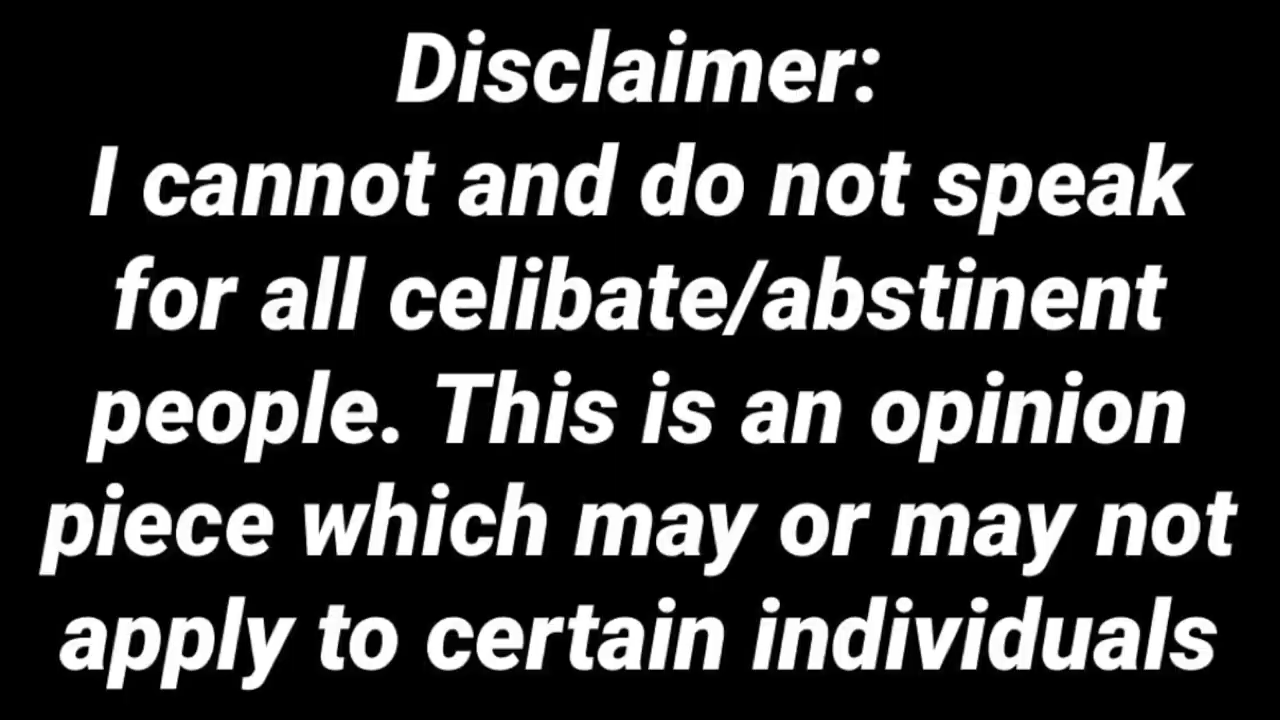 Disclaimer:
I cannot and do not speak
for all celibate/abstinent
people. This is an opinion
piece which may or may not
apply to certain individuals